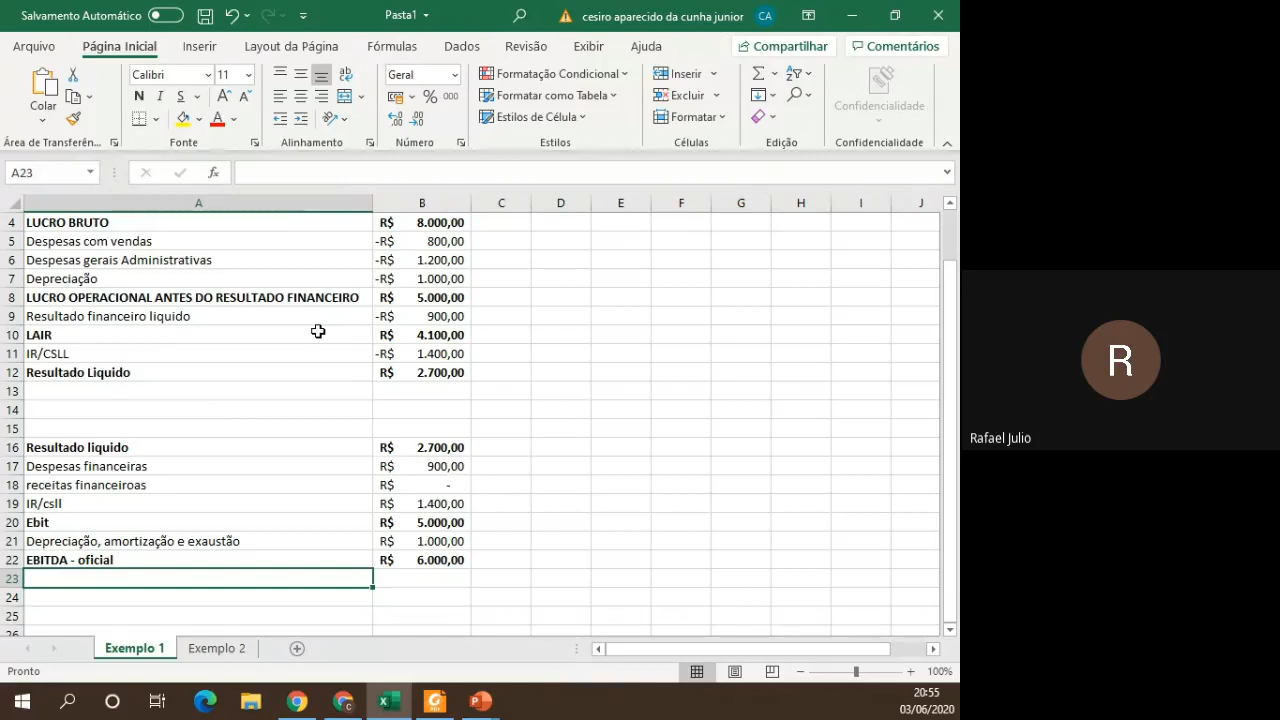 Salvamento Automático
Pasta1
cesiro aparecido da cunha junior
CA
Arquivo
Página Inicial
Inserir
Layout da Página
Fórmulas
Dados
Revisão
Exibir
Ajuda
Compartilhar
Comentários
Colar
Calibri
11
N I S
A A
A
ab
Geral
% 000
Formatação Condicional
Formatar como Tabela
Estilos de Célula
Inserir
Excluir
Formatar
Confidencialidade
Área de Transferên...
Fonte
Alinhamento
Número
Estilos
Células
Edição
Confidencialidade
A23
fx
A B C D E F G H I J
4 LUCRO BRUTO R$ 8.000,00
5 Despesas com vendas -R$ 800,00
6 Despesas gerais Administrativas -R$ 1.200,00
7 Depreciação -R$ 1.000,00
8 LUCRO OPERACIONAL ANTES DO RESULTADO FINANCEIRO R$ 5.000,00
9 Resultado financeiro liquido -R$ 900,00
10 LAIR R$ 4.100,00
11 IR/CSLL -R$ 1.400,00
12 Resultado Liquido R$ 2.700,00
13
14
15
16 Resultado liquido R$ 2.700,00
17 Despesas financeiras R$ 900,00
18 receitas financeiroas R$ -
19 IR/csll R$ 1.400,00
20 Ebit R$ 5.000,00
21 Depreciação, amortização e exaustão R$ 1.000,00
22 EBITDA - oficial R$ 6.000,00
23
24
25
26
Exemplo 1
Exemplo 2
Pronto
100%
20:55
03/06/2020
R
Rafael Julio